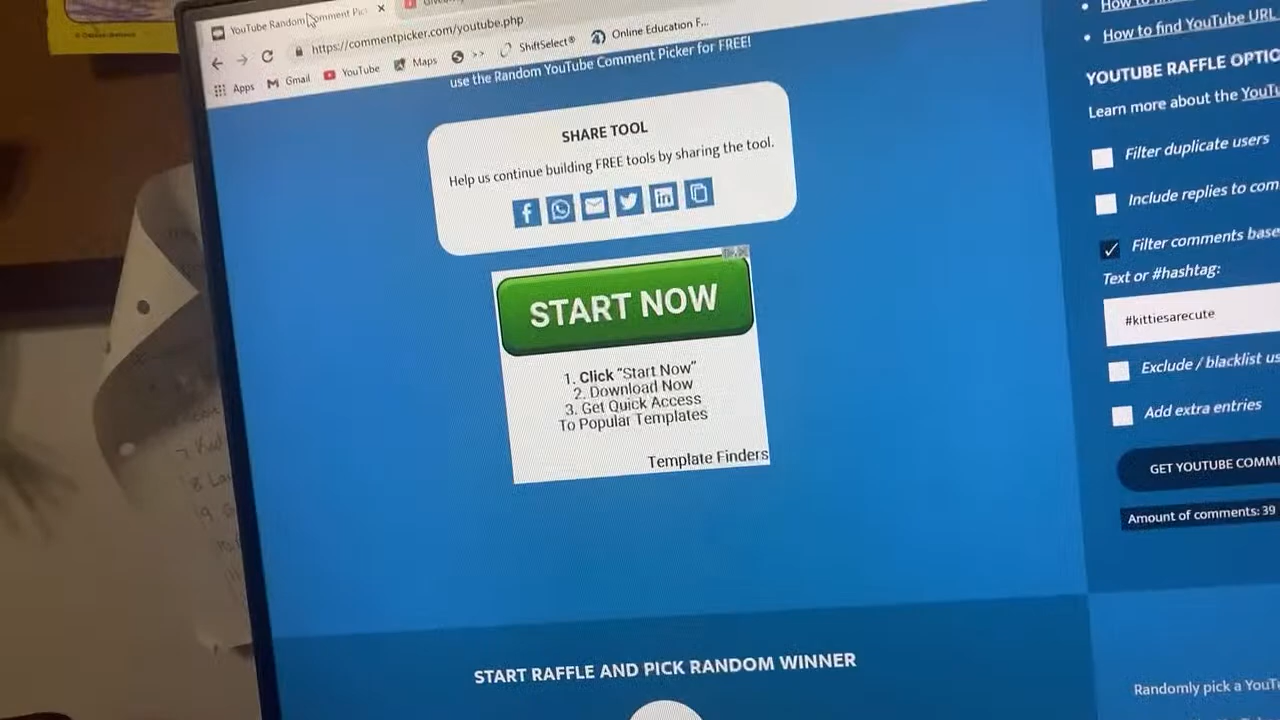 YouTube Random Comment Pic
https://commentpicker.com/youtube.php
Apps
Gmail
YouTube
Maps
>>
ShiftSelect®
Online Education F...
use the Random YouTube Comment Picker for FREE!
SHARE TOOL
Help us continue building FREE tools by sharing the tool.
START NOW
1. Click "Start Now"
2. Download Now
3. Get Quick Access
To Popular Templates
Template Finders
START RAFFLE AND PICK RANDOM WINNER
How to
How to find YouTube URL
YOUTUBE RAFFLE OPTIO
Learn more about the YouTu
Filter duplicate users
Include replies to com
Filter comments base
Text or #hashtag:
#kittiesarecute
Exclude / blacklist us
Add extra entries
GET YOUTUBE COMME
Amount of comments: 39
Randomly pick a YouTu